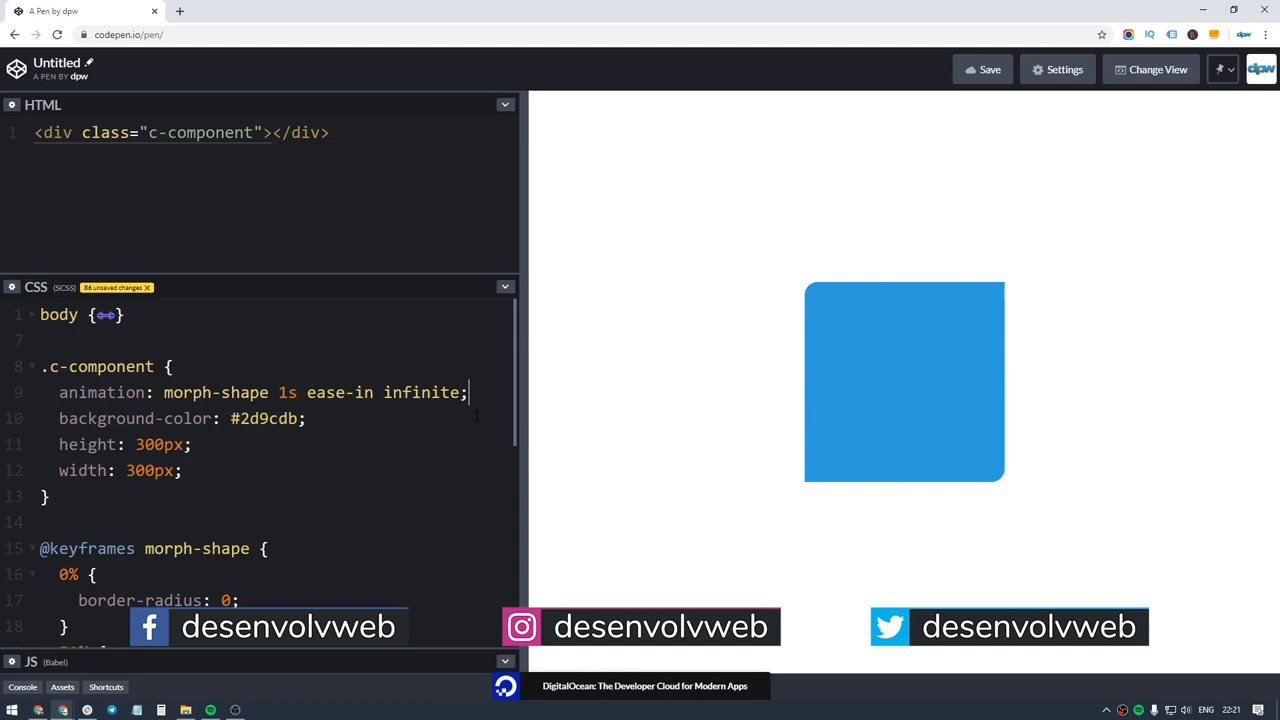 A Pen by dpw
codepen.io/pen/
IQ
dpw
Untitled
A PEN BY dpw
Save
Settings
Change View
dpw
HTML
1 <div class="c-component"></div>
CSS (SCSS) 86 unsaved changes
1 body {}
7
8 .c-component {
9 animation: morph-shape 1s ease-in infinite;
10 background-color: #2d9cdb;
11 height: 300px;
12 width: 300px;
13 }
14
15 @keyframes morph-shape {
16 0% {
17 border-radius: 0;
18 }
desenvolvweb
desenvolvweb
desenvolvweb
JS (Babel)
Console Assets Shortcuts
DigitalOcean: The Developer Cloud for Modern Apps
ENG 22:21